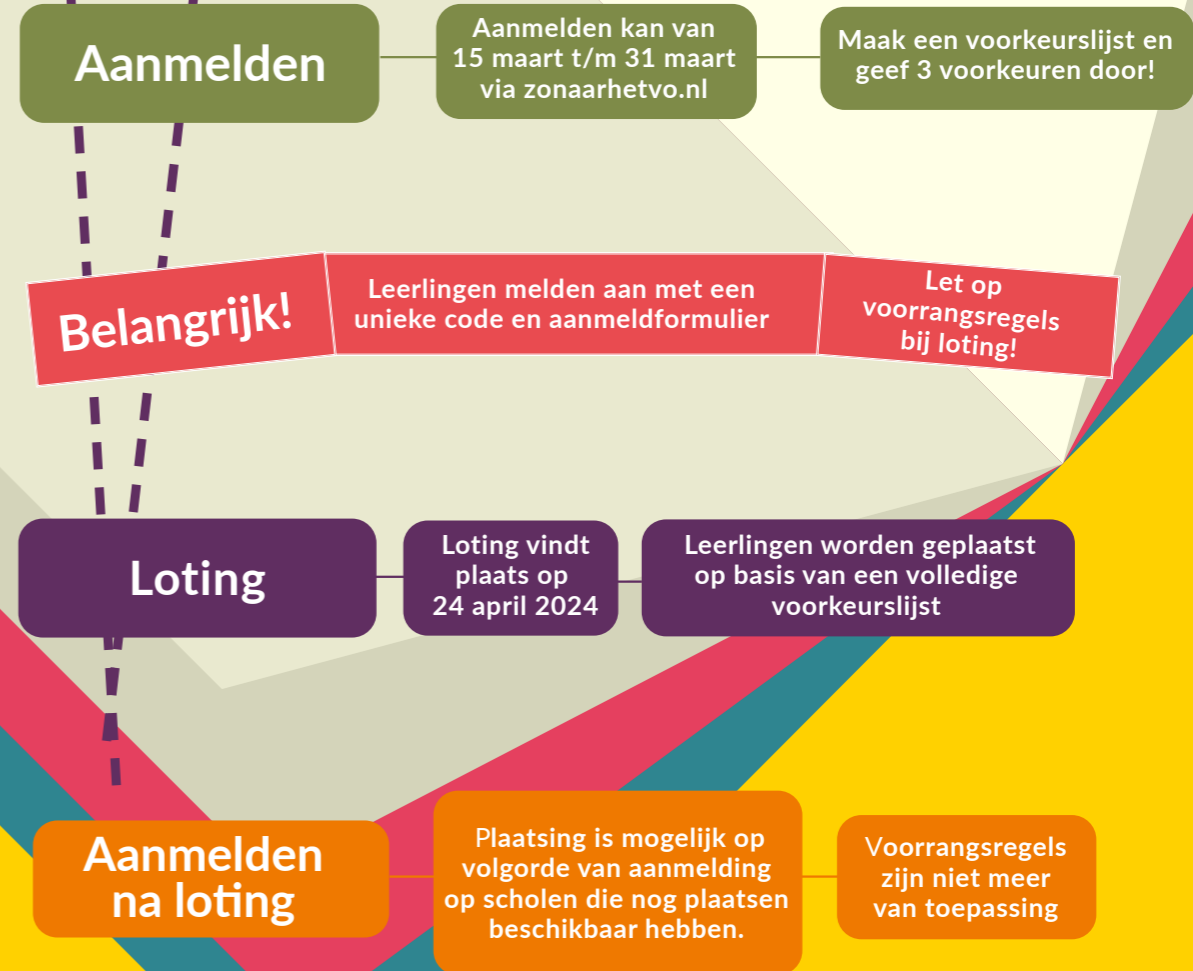 Aanmelden
Aanmelden kan van
15 maart t/m 31 maart
via zonaarhetvo.nl
Maak een voorkeurslijst en
geef 3 voorkeuren door!
Belangrijk!
Leerlingen melden aan met een
unieke code en aanmeldformulier
Let op
voorrangsregels
bij loting!
Loting
Loting vindt
plaats op
24 april 2024
Leerlingen worden geplaatst
op basis van een volledige
voorkeurslijst
Aanmelden
na loting
Plaatsing is mogelijk op
volgorde van aanmelding
op scholen die nog plaatsen
beschikbaar hebben.
Voorrangsregels
zijn niet meer
van toepassing